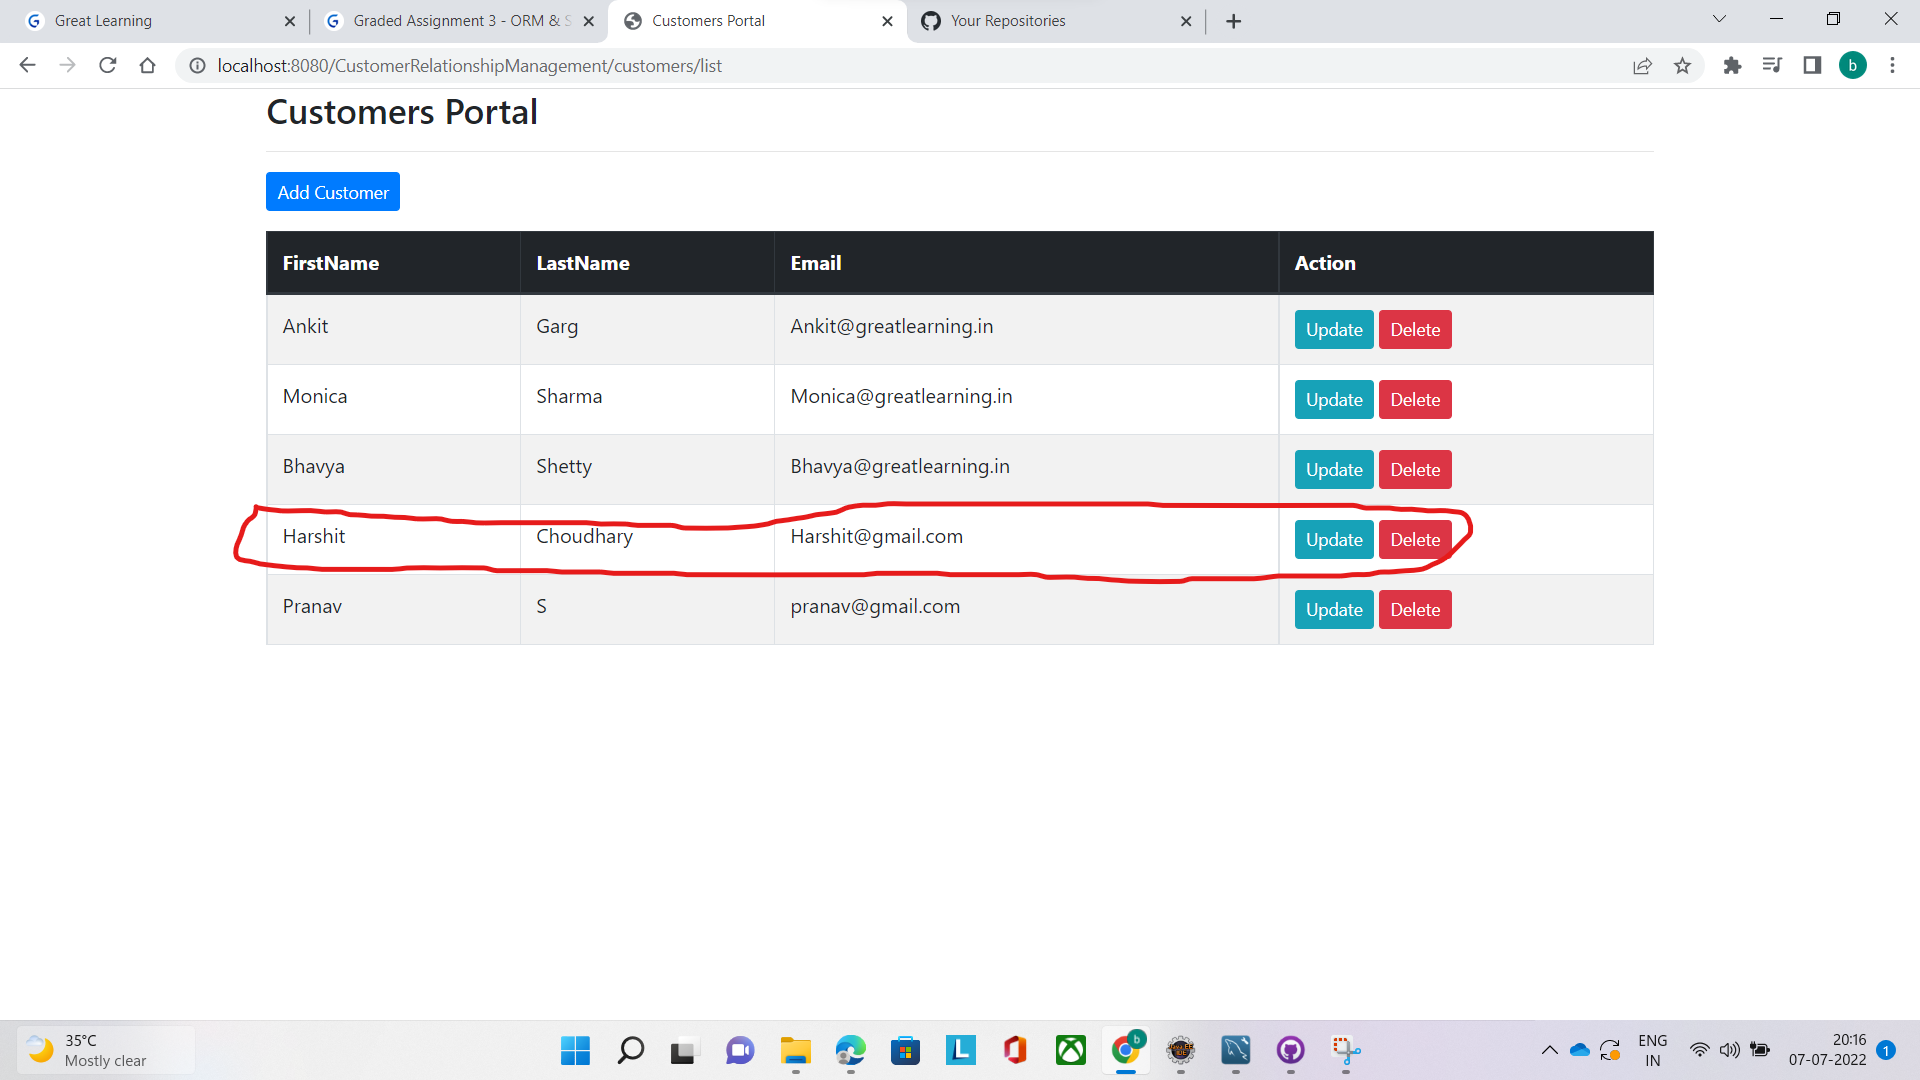 Great Learning
Graded Assignment 3 - ORM & S
Customers Portal
Your Repositories
localhost:8080/CustomerRelationshipManagement/customers/list
b
Customers Portal
Add Customer
FirstName LastName Email Action
Ankit Garg Ankit@greatlearning.in Update Delete
Monica Sharma Monica@greatlearning.in Update Delete
Bhavya Shetty Bhavya@greatlearning.in Update Delete
Harshit Choudhary Harshit@gmail.com Update Delete
Pranav S pranav@gmail.com Update Delete
35°C
Mostly clear
L
b
ENG
IN
20:16
07-07-2022
1